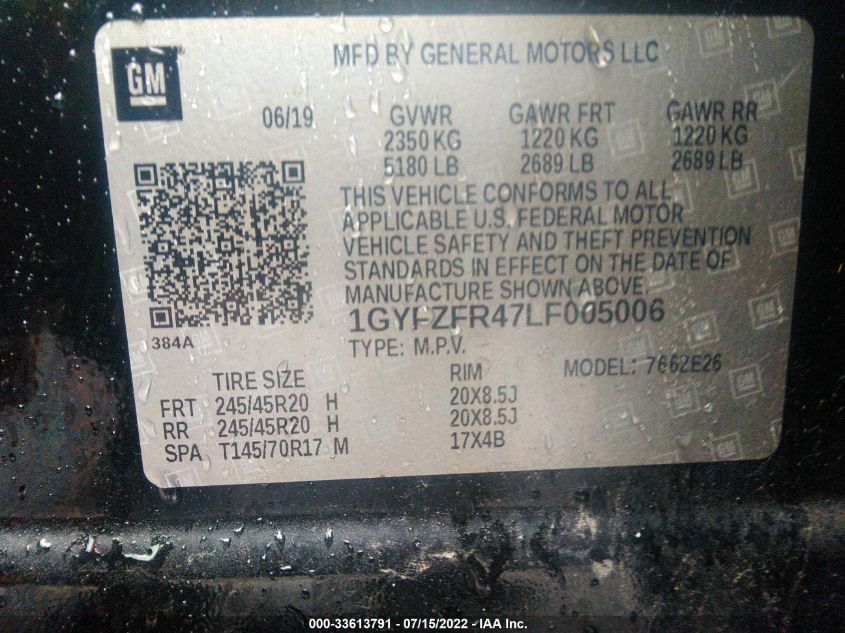 GM
MFD BY GENERAL MOTORS LLC
06/19
GVWR GAWR FRT GAWR RR
2350 KG 1220 KG 1220 KG
5180 LB 2689 LB 2689 LB
THIS VEHICLE CONFORMS TO ALL
APPLICABLE U.S. FEDERAL MOTOR
VEHICLE SAFETY AND THEFT PREVENTION
STANDARDS IN EFFECT ON THE DATE OF
MANUFACTURE SHOWN ABOVE.
1GYFZFR47LF005006
384A
TYPE: M.P.V.
MODEL: 766ZE26
TIRE SIZE RIM
FRT 245/45R20 H 20X8.5J
RR 245/45R20 H 20X8.5J
SPA T145/70R17 M 17X4B
000-33613791 - 07/15/2022 - IAA Inc.